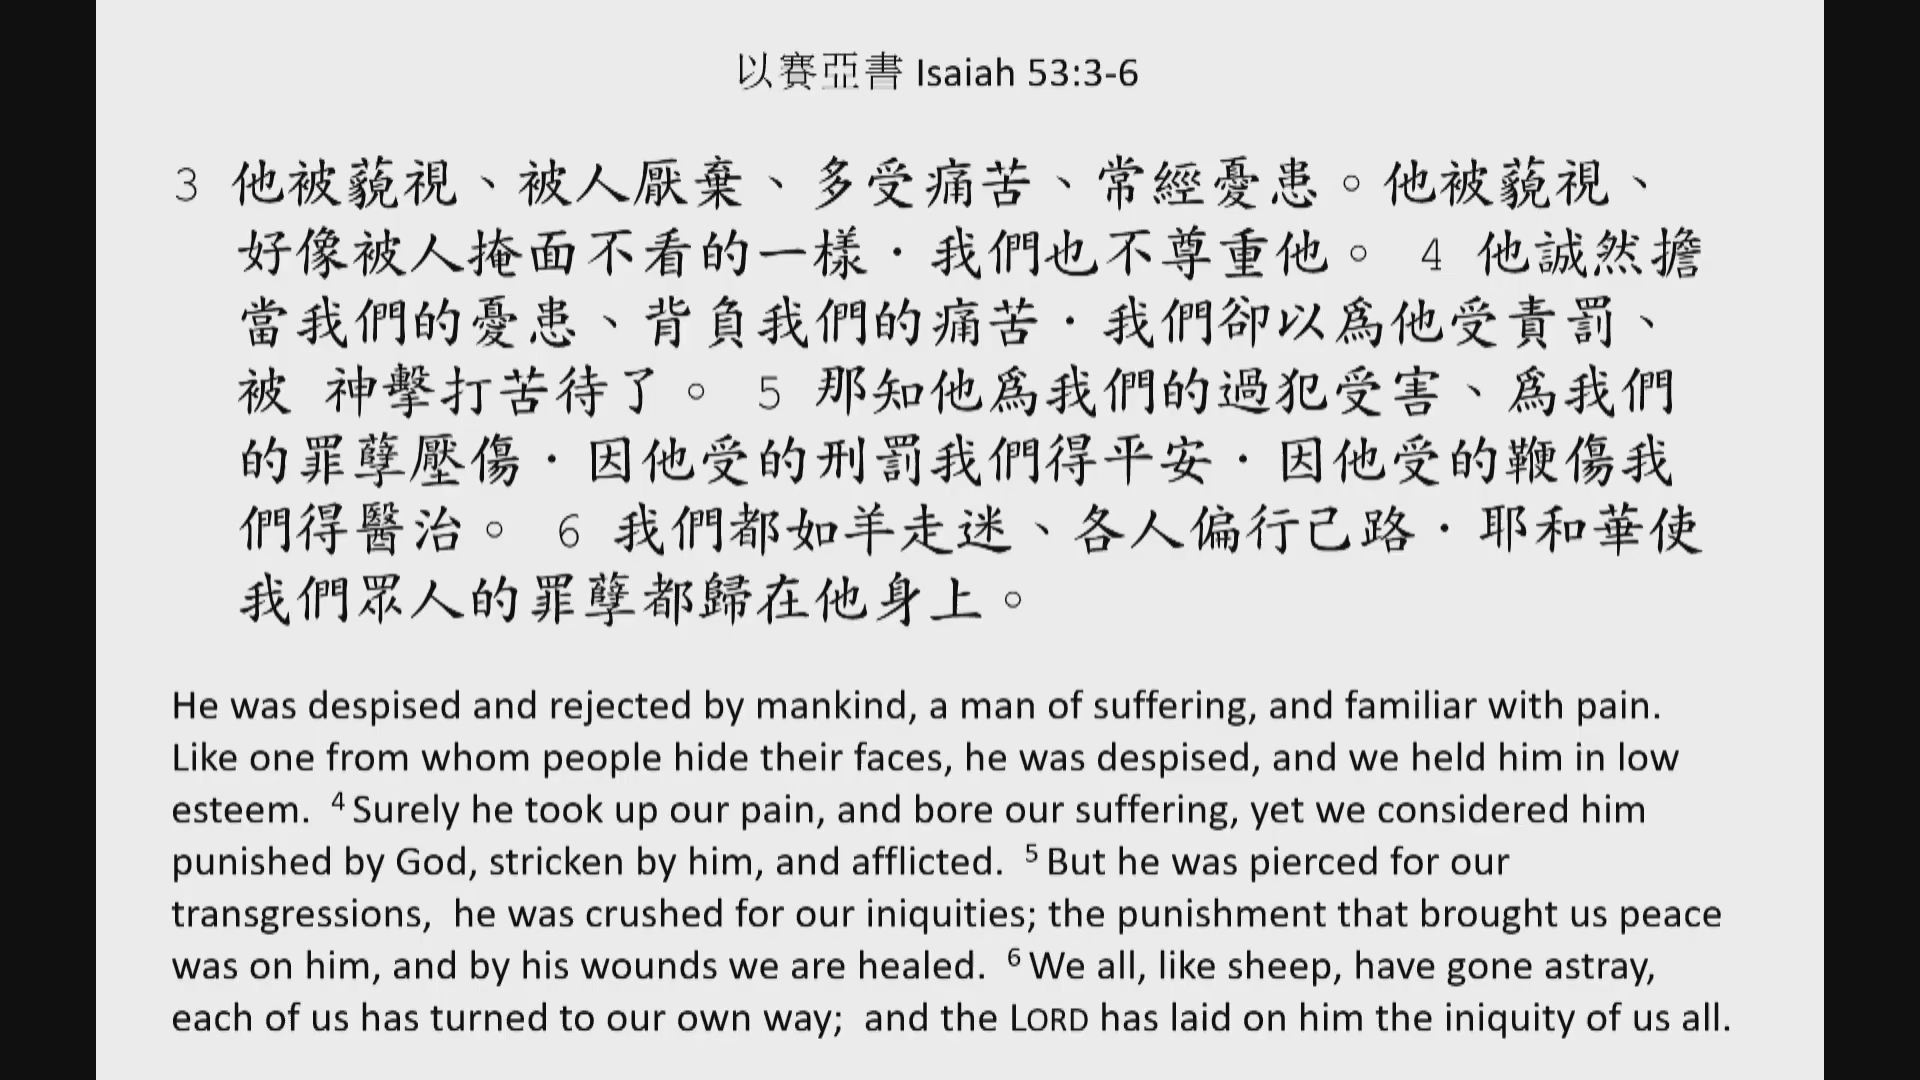 以賽亞書 Isaiah 53:3-6
3 他被藐視、被人厭棄、多受痛苦、常經憂患。他被藐視、
好像被人掩面不看的一樣．我們也不尊重他。 4 他誠然擔
當我們的憂患、背負我們的痛苦．我們卻以為他受責罰、
被 神擊打苦待了。 5 那知他為我們的過犯受害、為我們
的罪孽壓傷．因他受的刑罰我們得平安．因他受的鞭傷我
們得醫治。 6 我們都如羊走迷、各人偏行己路．耶和華使
我們眾人的罪孽都歸在他身上。
He was despised and rejected by mankind, a man of suffering, and familiar with pain.
Like one from whom people hide their faces, he was despised, and we held him in low
esteem. 4 Surely he took up our pain, and bore our suffering, yet we considered him
punished by God, stricken by him, and afflicted. 5 But he was pierced for our
transgressions, he was crushed for our iniquities; the punishment that brought us peace
was on him, and by his wounds we are healed. 6 We all, like sheep, have gone astray,
each of us has turned to our own way; and the LORD has laid on him the iniquity of us all.